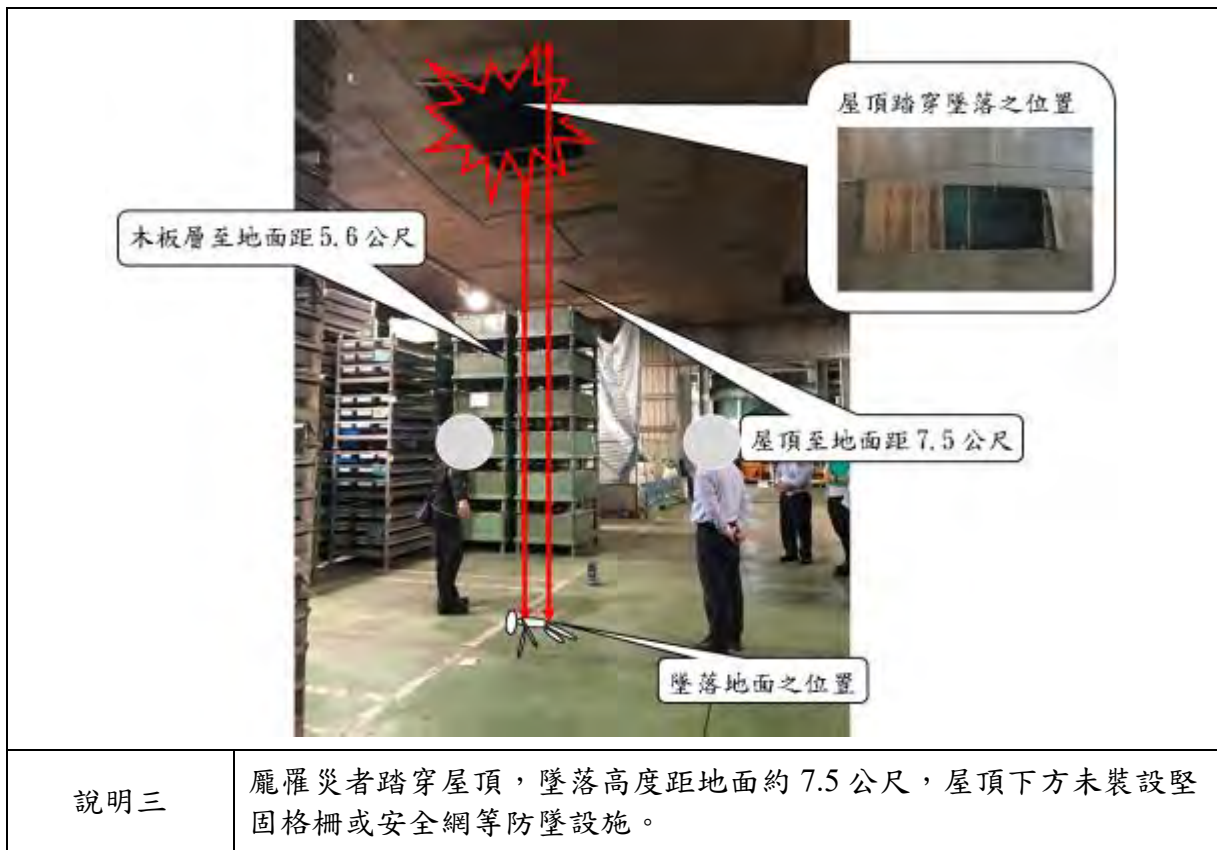 屋頂踏穿墜落之位置
木板層至地面距5.6公尺
屋頂至地面距7.5公尺
墜落地面之位置
說明三
龎罹災者踏穿屋頂,墜落高度距地面約 7.5 公尺,屋頂下方未裝設堅
固格柵或安全網等防墜設施。